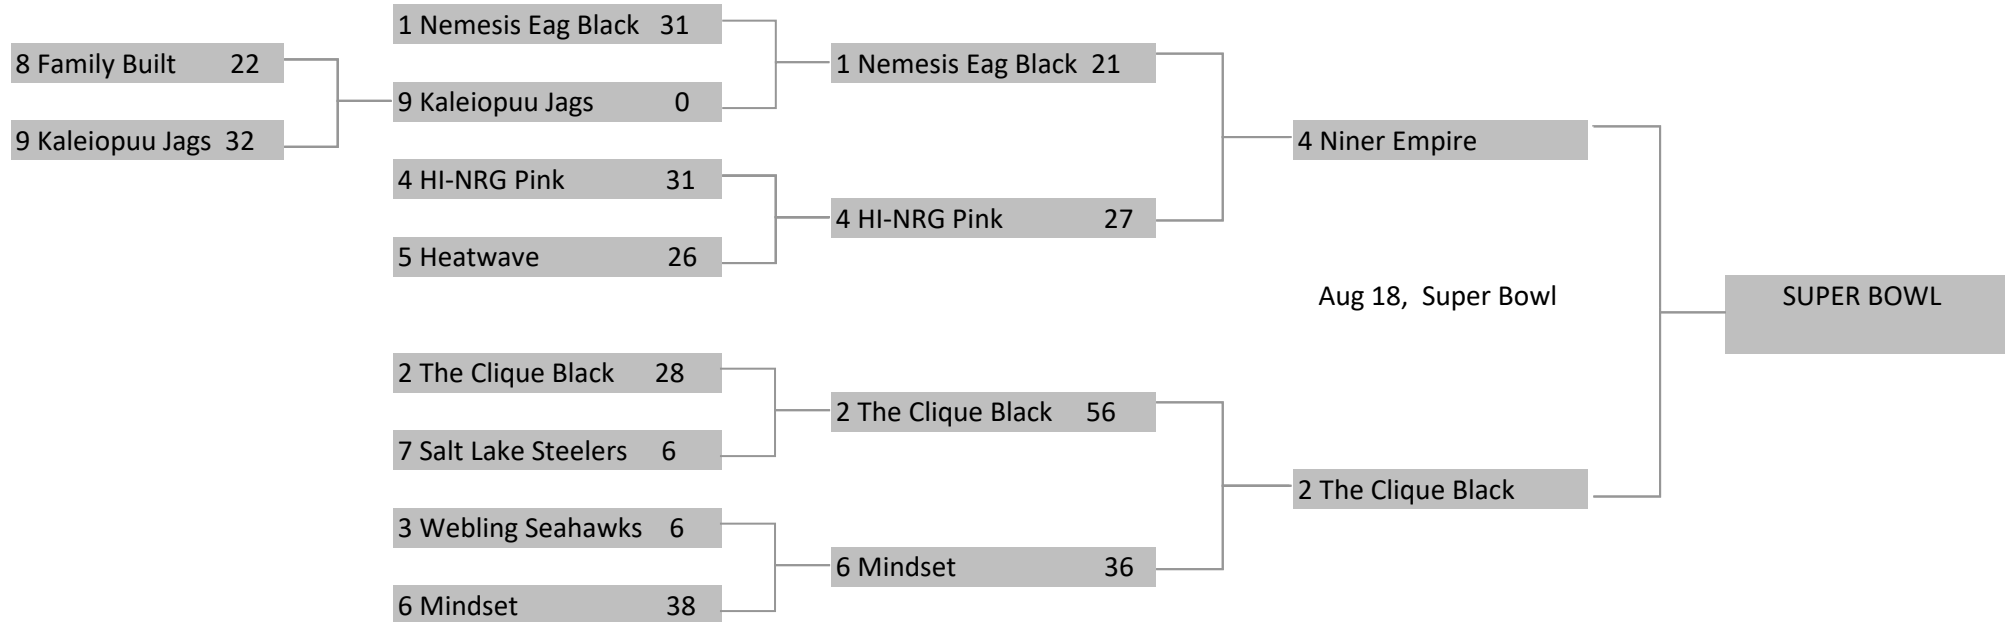 8 Family Built 22
9 Kaleiopuu Jags 32
1 Nemesis Eag Black 31
9 Kaleiopuu Jags 0
4 HI-NRG Pink 31
5 Heatwave 26
2 The Clique Black 28
7 Salt Lake Steelers 6
3 Webling Seahawks 6
6 Mindset 38
1 Nemesis Eag Black 21
4 HI-NRG Pink 27
2 The Clique Black 56
6 Mindset 36
4 Niner Empire
Aug 18, Super Bowl
2 The Clique Black
SUPER BOWL